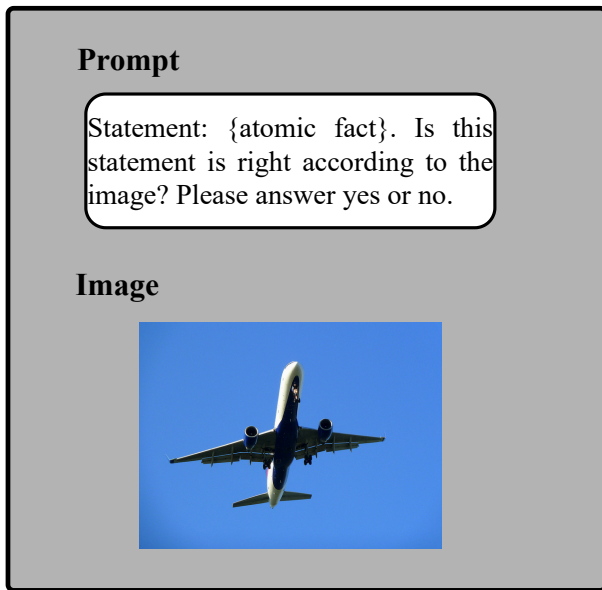 Prompt
Statement: {atomic fact}. Is this
statement is right according to the
image? Please answer yes or no.
Image